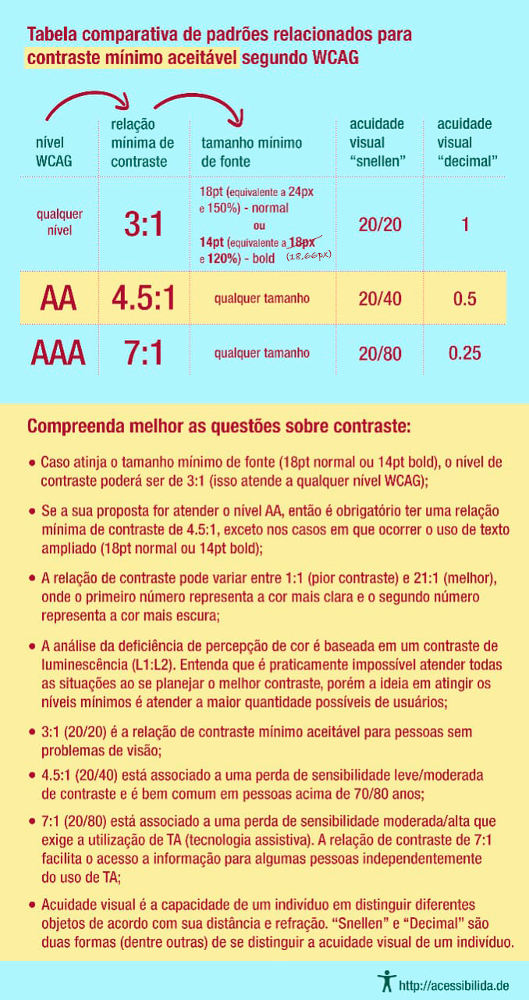 Tabela comparativa de padrões relacionados para
contraste mínimo aceitável segundo WCAG
nível
WCAG
relação
mínima de
contraste
tamanho mínimo
de fonte
acuidade
visual
“snellen”
acuidade
visual
“decimal”
qualquer
nível
3:1
18pt (equivalente a 24px
e 150%) - normal
ou
14pt (equivalente a 18px
e 120%) - bold (18,66px)
20/20
1
AA
4.5:1
qualquer tamanho
20/40
0.5
AAA
7:1
qualquer tamanho
20/80
0.25
Compreenda melhor as questões sobre contraste:
• Caso atinja o tamanho mínimo de fonte (18pt normal ou 14pt bold), o nível de
contraste poderá ser de 3:1 (isso atende a qualquer nível WCAG);
• Se a sua proposta for atender o nível AA, então é obrigatório ter uma relação
mínima de contraste de 4.5:1, exceto nos casos em que ocorrer o uso de texto
ampliado (18pt normal ou 14pt bold);
• A relação de contraste pode variar entre 1:1 (pior contraste) e 21:1 (melhor),
onde o primeiro número representa a cor mais clara e o segundo número
representa a cor mais escura;
• A análise da deficiência de percepção de cor é baseada em um contraste de
luminescência (L1:L2). Entenda que é praticamente impossível atender todas
as situações ao se planejar o melhor contraste, porém a ideia em atingir os
níveis mínimos é atender a maior quantidade possíveis de usuários;
• 3:1 (20/20) é a relação de contraste mínimo aceitável para pessoas sem
problemas de visão;
• 4.5:1 (20/40) está associado a uma perda de sensibilidade leve/moderada
de contraste e é bem comum em pessoas acima de 70/80 anos;
• 7:1 (20/80) está associado a uma perda de sensibilidade moderada/alta que
exige a utilização de TA (tecnologia assistiva). A relação de contraste de 7:1
facilita o acesso a informação para algumas pessoas independentemente
do uso de TA;
• Acuidade visual é a capacidade de um indivíduo em distinguir diferentes
objetos de acordo com sua distância e refração. “Snellen” e “Decimal” são
duas formas (dentre outras) de se distinguir a acuidade visual de um indivíduo.
http://acessibilida.de